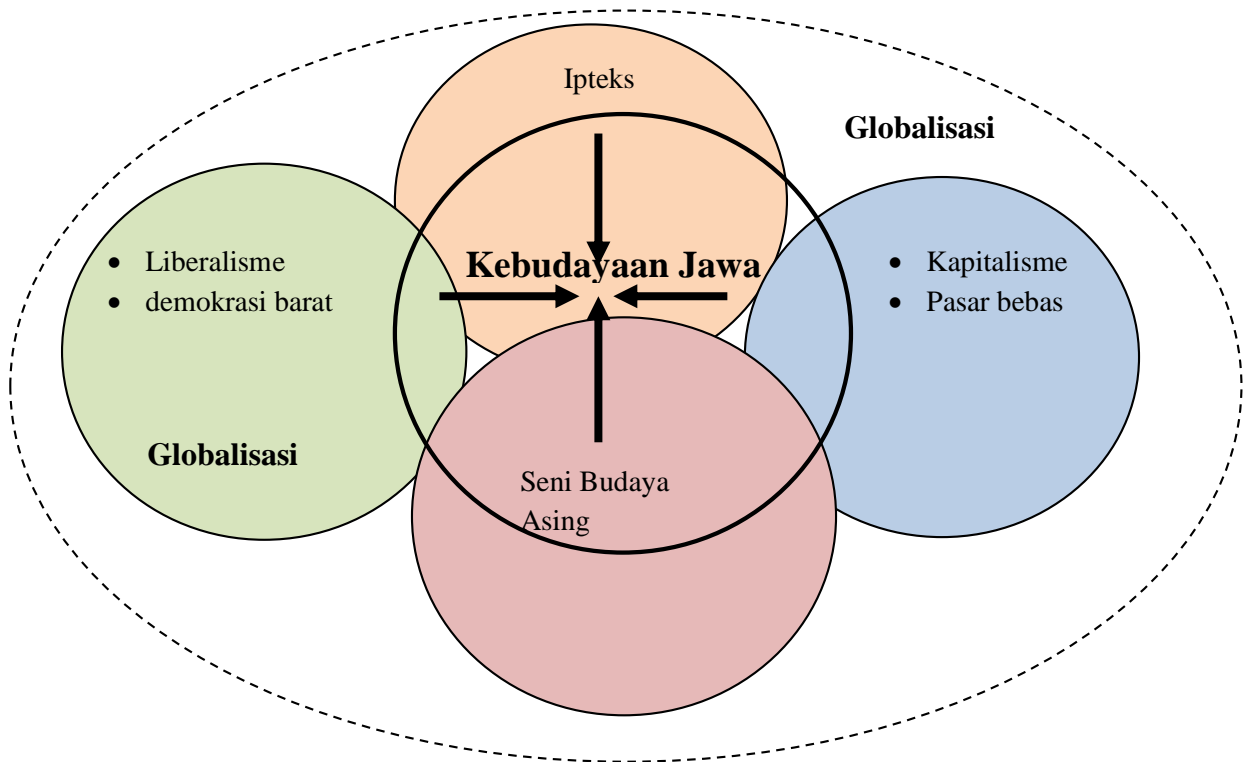 Ipteks
Globalisasi
• Liberalisme
• demokrasi barat
Kebudayaan Jawa
• Kapitalisme
• Pasar bebas
Globalisasi
Seni Budaya
Asing